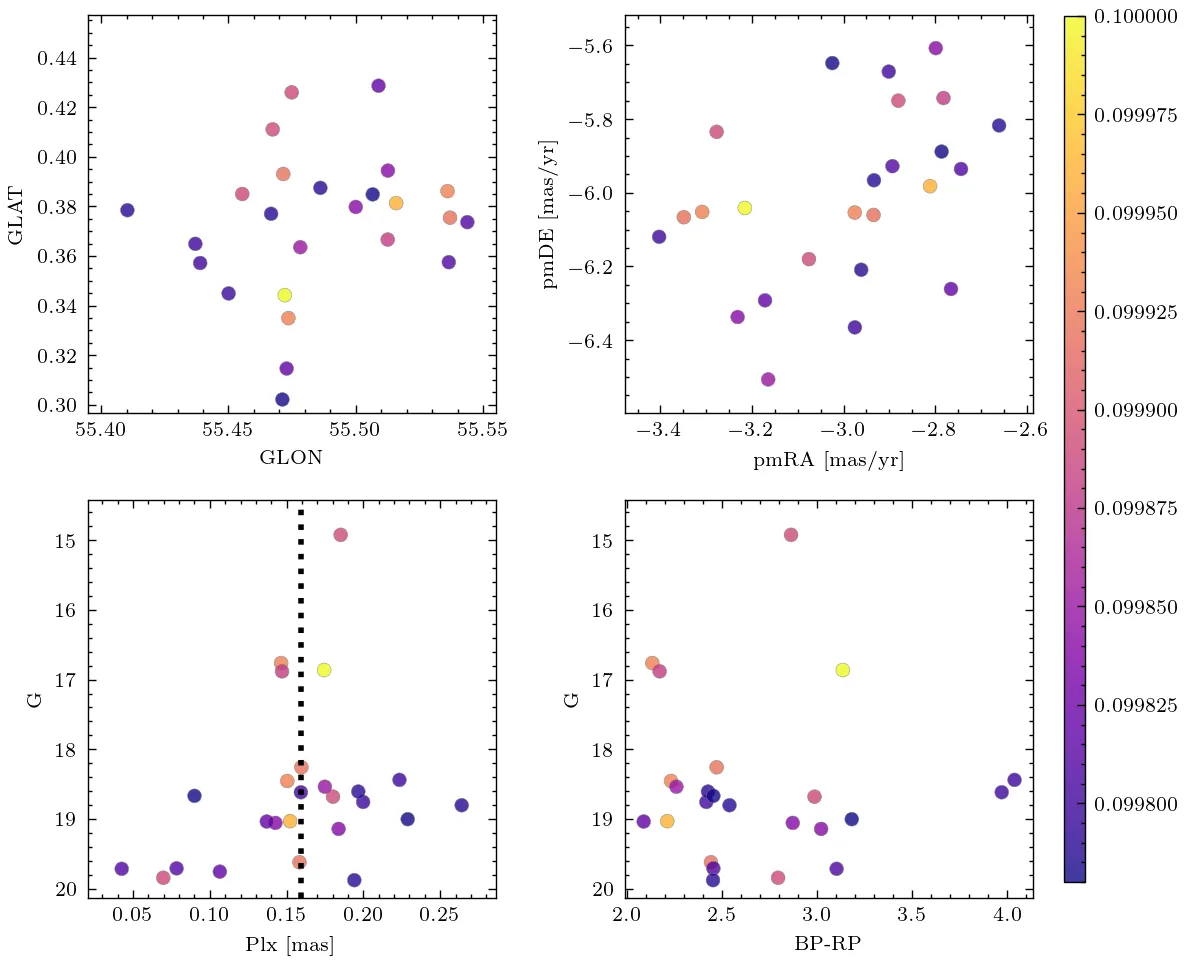 0.44
0.42
0.40
0.38
0.36
0.34
0.32
0.30
GLAT
55.40 55.45 55.50 55.55
GLON
−5.6
−5.8
−6.0
−6.2
−6.4
pmDE [mas/yr]
−3.4 −3.2 −3.0 −2.8 −2.6
pmRA [mas/yr]
0.100000
0.099975
0.099950
0.099925
0.099900
0.099875
0.099850
0.099825
0.099800
15
16
17
18
19
20
G
0.05 0.10 0.15 0.20 0.25
Plx [mas]
15
16
17
18
19
20
G
2.0 2.5 3.0 3.5 4.0
BP-RP